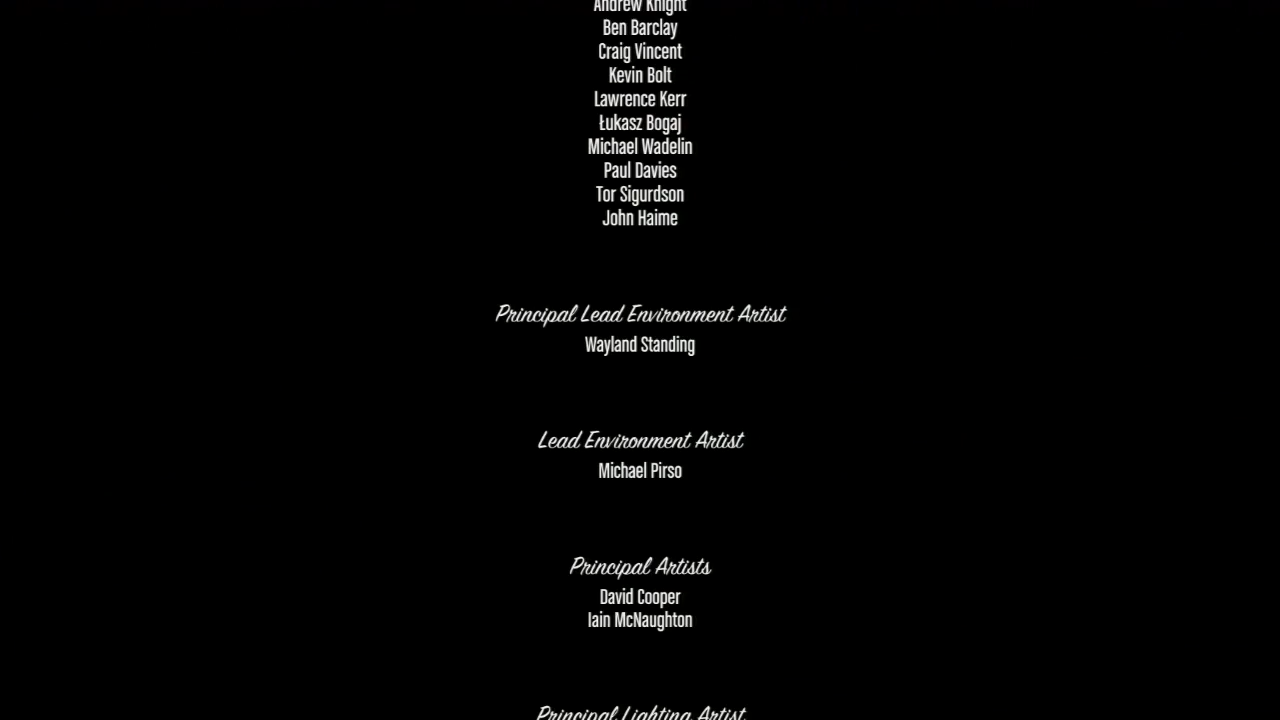 Andrew Knight
Ben Barclay
Craig Vincent
Kevin Bolt
Lawrence Kerr
Łukasz Bogaj
Michael Wadelin
Paul Davies
Tor Sigurdson
John Haime
Principal Lead Environment Artist
Wayland Standing
Lead Environment Artist
Michael Pirso
Principal Artists
David Cooper
Iain McNaughton
Principal Lighting Artist